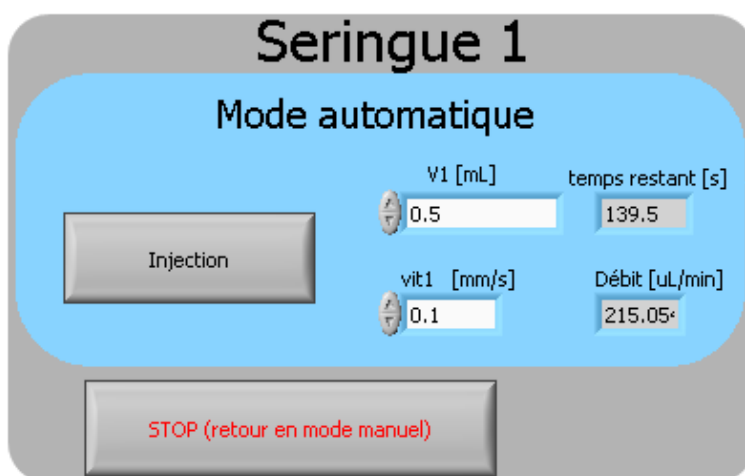 Seringue 1
Mode automatique
V1 [mL]
temps restant [s]
0.5
139.5
Injection
vit1 [mm/s]
Débit [uL/min]
0.1
215.05
STOP (retour en mode manuel)